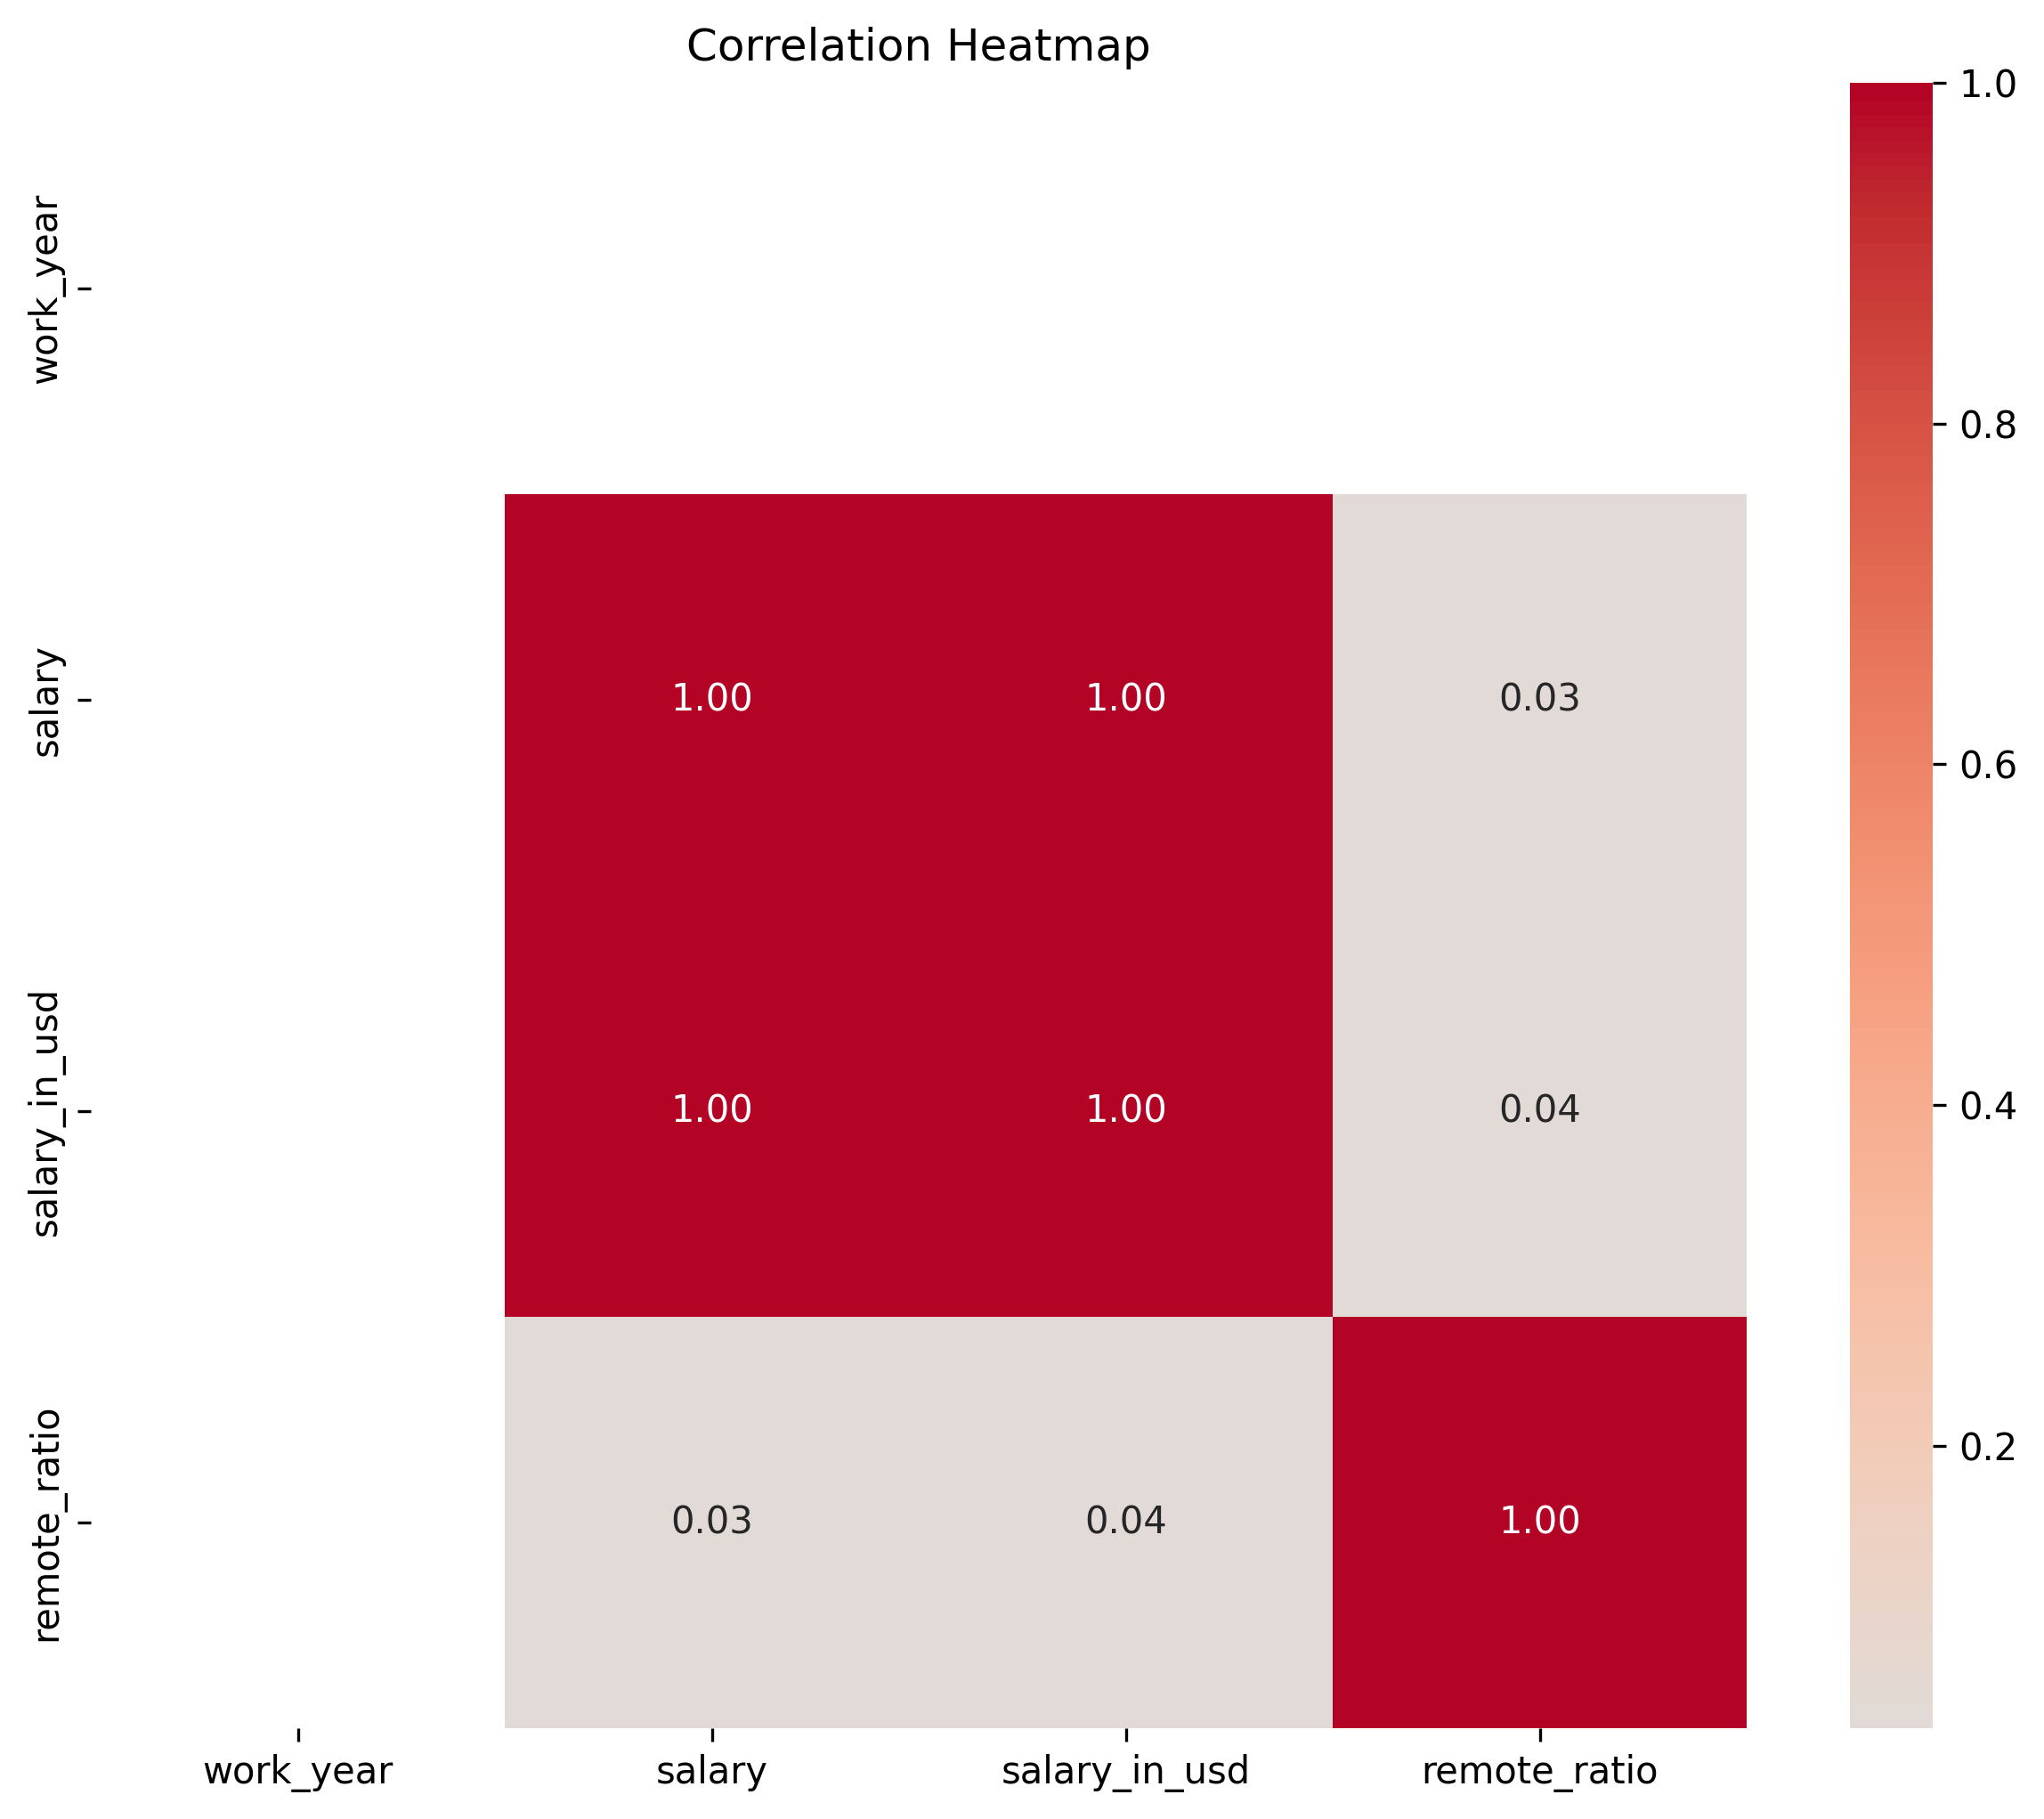 Correlation Heatmap
work_year
salary
salary_in_usd
remote_ratio
1.00 1.00 0.03
1.00 1.00 0.04
0.03 0.04 1.00
work_year salary salary_in_usd remote_ratio
1.0
0.8
0.6
0.4
0.2